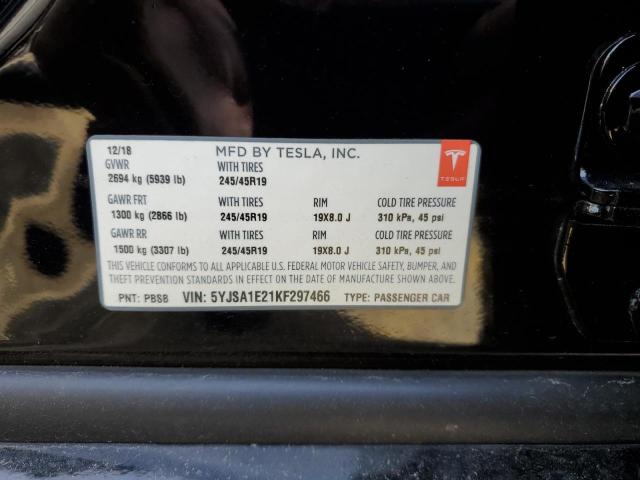 12/18 MFD BY TESLA, INC.
GVWR WITH TIRES
2694 kg (5939 lb) 245/45R19
TESLA
GAWR FRT WITH TIRES RIM COLD TIRE PRESSURE
1300 kg (2866 lb) 245/45R19 19X8.0 J 310 kPa, 45 psi
GAWR RR WITH TIRES RIM COLD TIRE PRESSURE
1500 kg (3307 lb) 245/45R19 19X8.0 J 310 kPa, 45 psi
THIS VEHICLE CONFORMS TO ALL APPLICABLE U.S. FEDERAL MOTOR VEHICLE SAFETY, BUMPER, AND
THEFT PREVENTION STANDARDS IN EFFECT ON THE DATE OF MANUFACTURE SHOWN ABOVE.
PNT: PBSB VIN: 5YJSA1E21KF297466 TYPE: PASSENGER CAR